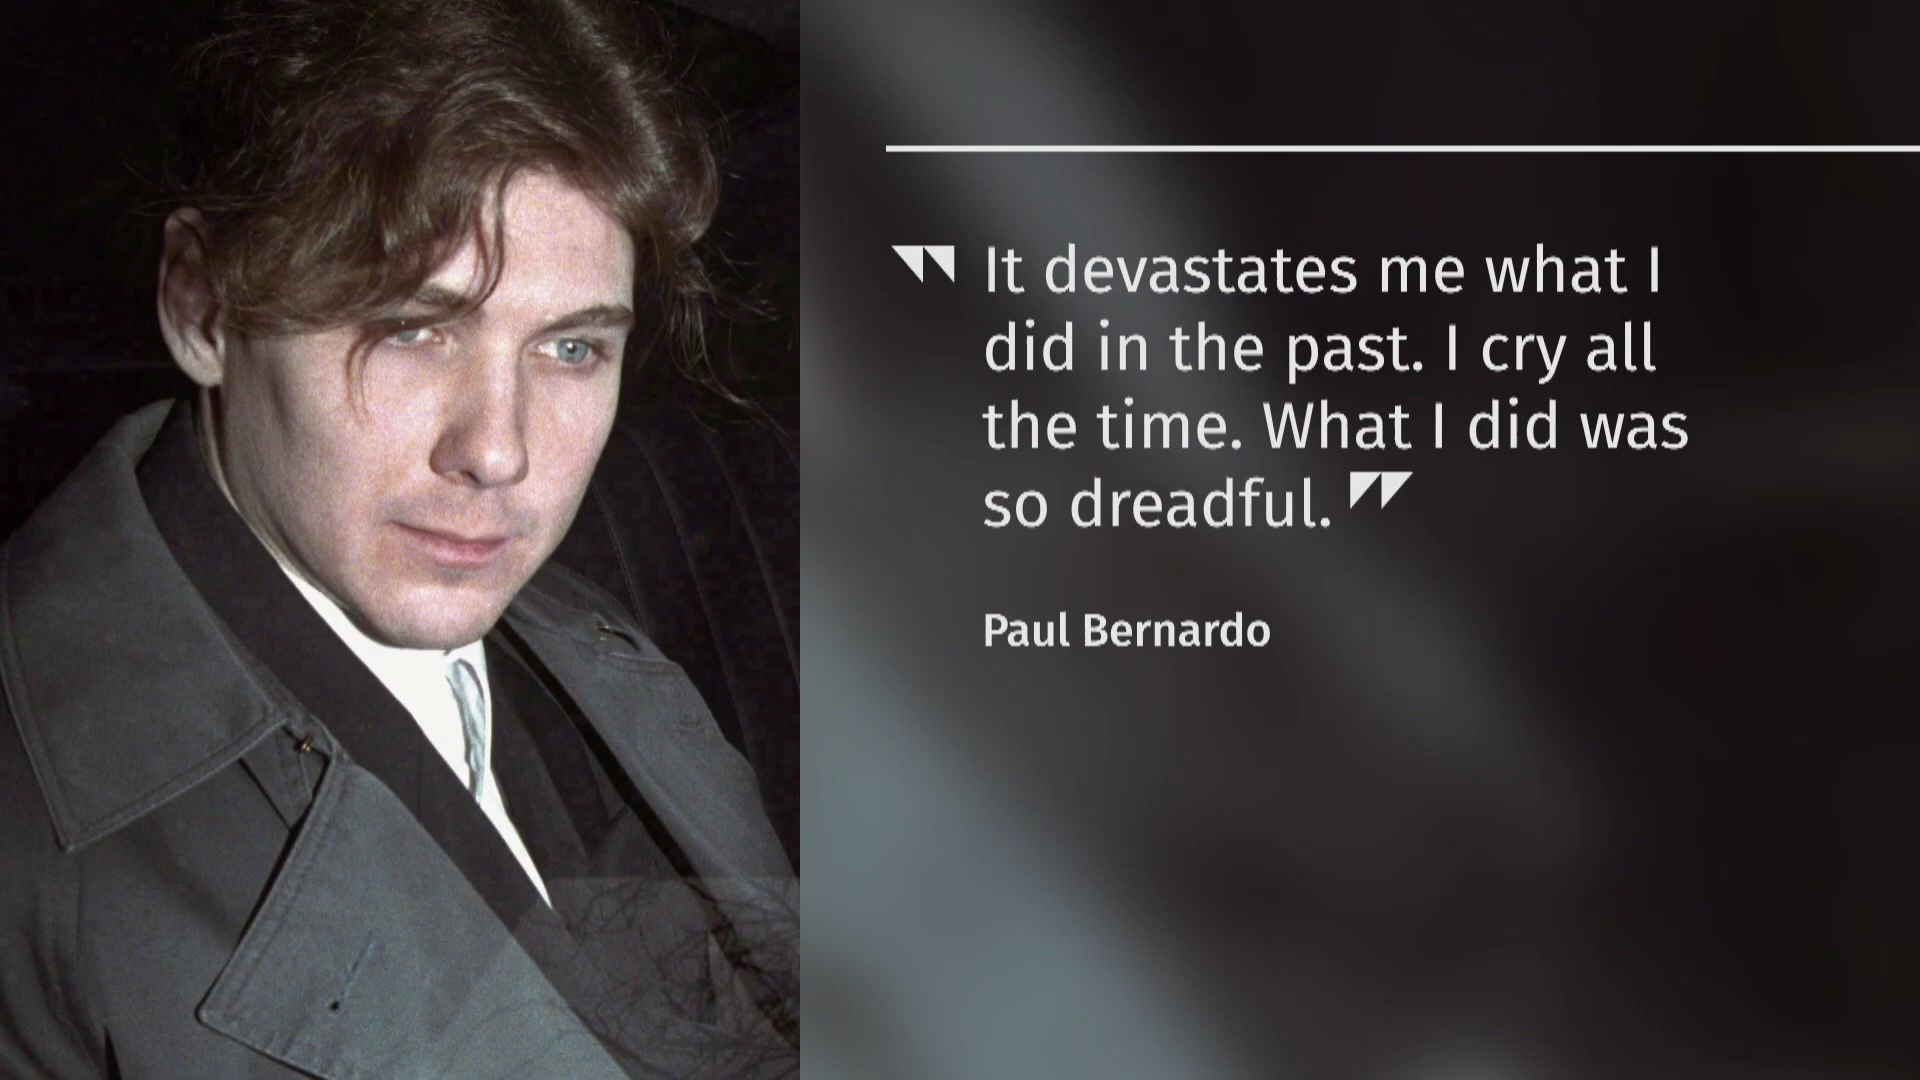 " It devastates me what I
did in the past. I cry all
the time. What I did was
so dreadful. "
Paul Bernardo